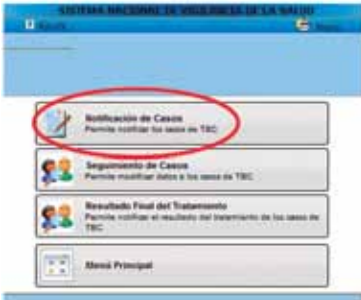 SISTEMA NACIONAL DE VIGILANCIA DE LA SALUD
Notificación de Casos
Permite notificar los casos de TBC
Seguimiento de Casos
Permite modificar datos a los casos de TBC
Resultado Final del Tratamiento
Permite notificar el resultado del tratamiento de los casos de
TBC
Menú Principal